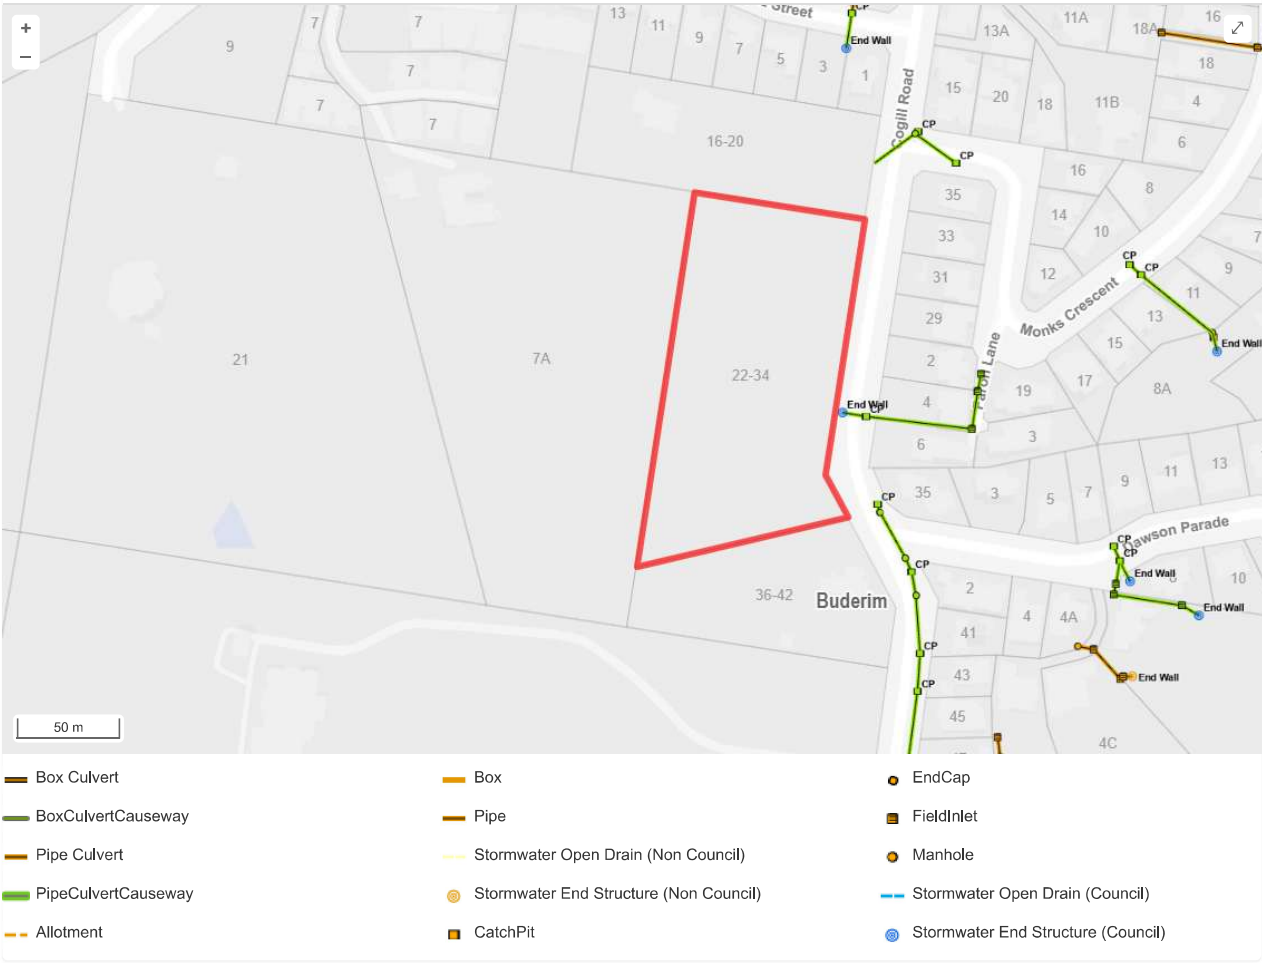 Street
CP
End Wall
13
11
9
7
5
3
1
7
7
9
7
7
7
13A
11A
18A
16
18
15
20
18
11B
4
6
Cogill Road
CP
CP
16-20
16
8
35
14
10
33
7
12
CP
CP
9
31
11
Monks Crescent
13
29
End Wall
15
21
7A
22-34
2
Lane
17
19
8A
End Wall
CP
4
6
3
13
11
9
7
5
3
35
CP
Dawson Parade
CP
CP
CP
End Wall
8
10
2
36-42
Buderim
End Wall
4
4A
41
CP
43
End Wall
CP
45
4C
50 m
+
−
Box Culvert
Box
EndCap
BoxCulvertCauseway
Pipe
FieldInlet
Pipe Culvert
Stormwater Open Drain (Non Council)
Manhole
PipeCulvertCauseway
Stormwater End Structure (Non Council)
Stormwater Open Drain (Council)
Allotment
CatchPit
Stormwater End Structure (Council)